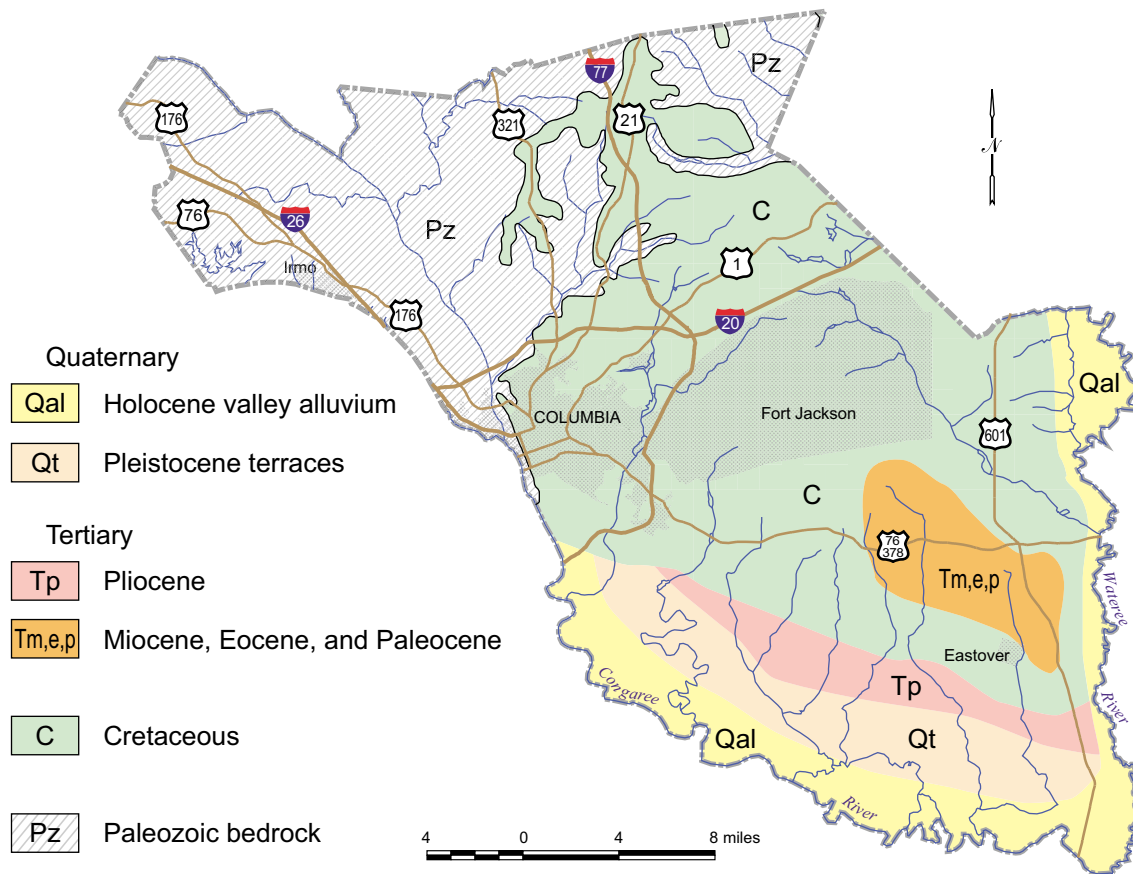 77
Pz
176
321
21
N
76
26
Pz
C
Irmo
1
176
20
Quaternary
Qal Holocene valley alluvium
Qal
COLUMBIA
Fort Jackson
601
Qt Pleistocene terraces
C
Tertiary
76
378
Tp Pliocene
Tm,e,p
Wateree
Tm,e,p Miocene, Eocene, and Paleocene
Eastover
Congaree
Tp
River
C Cretaceous
Qal
Qt
River
Pz Paleozoic bedrock
4 0 4 8 miles